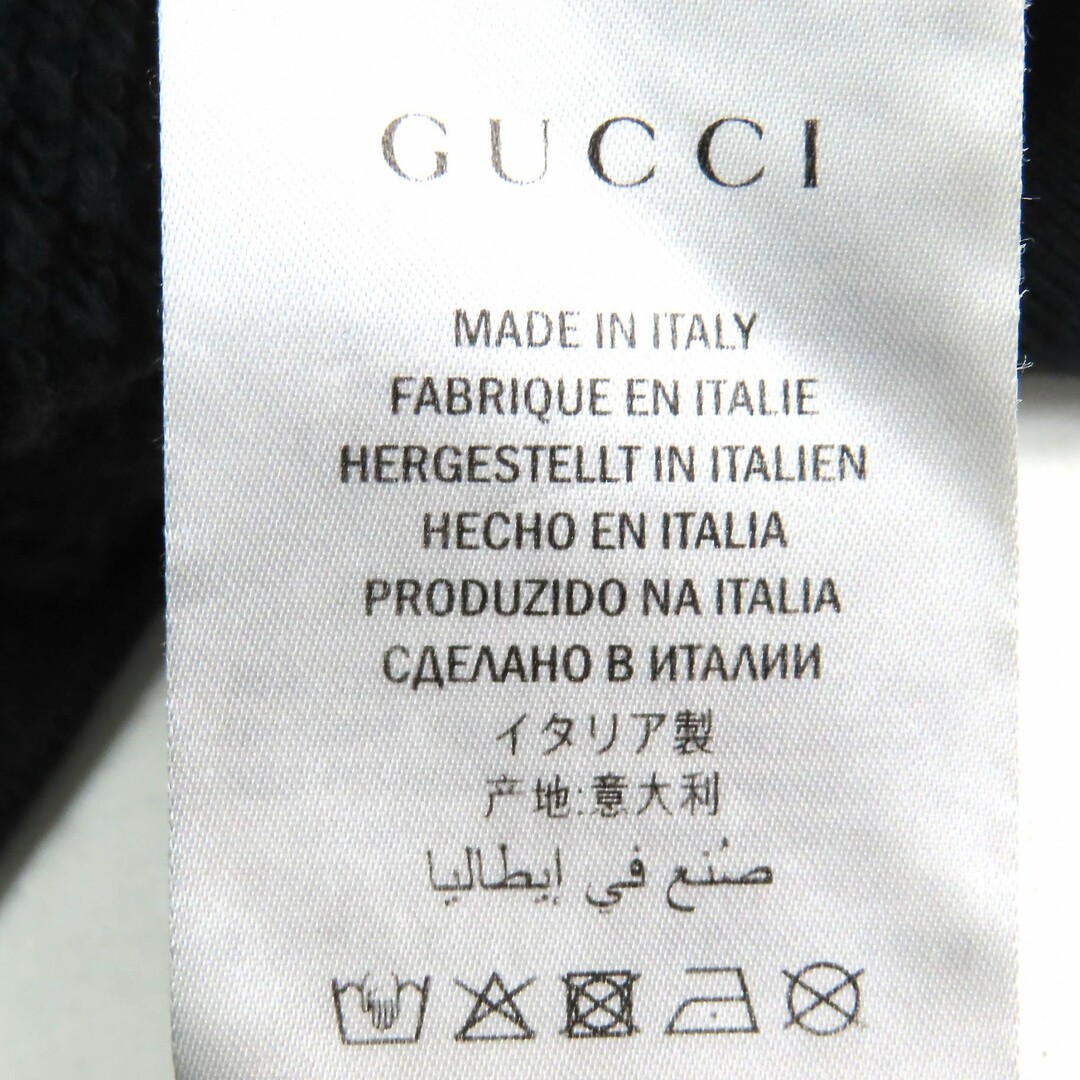 GUCCI
MADE IN ITALY
FABRIQUE EN ITALIE
HERGESTELLT IN ITALIEN
HECHO EN ITALIA
PRODUZIDO NA ITALIA
СДЕЛАНО В ИТАЛИИ
イタリア製
产地:意大利
صُنع في إيطاليا